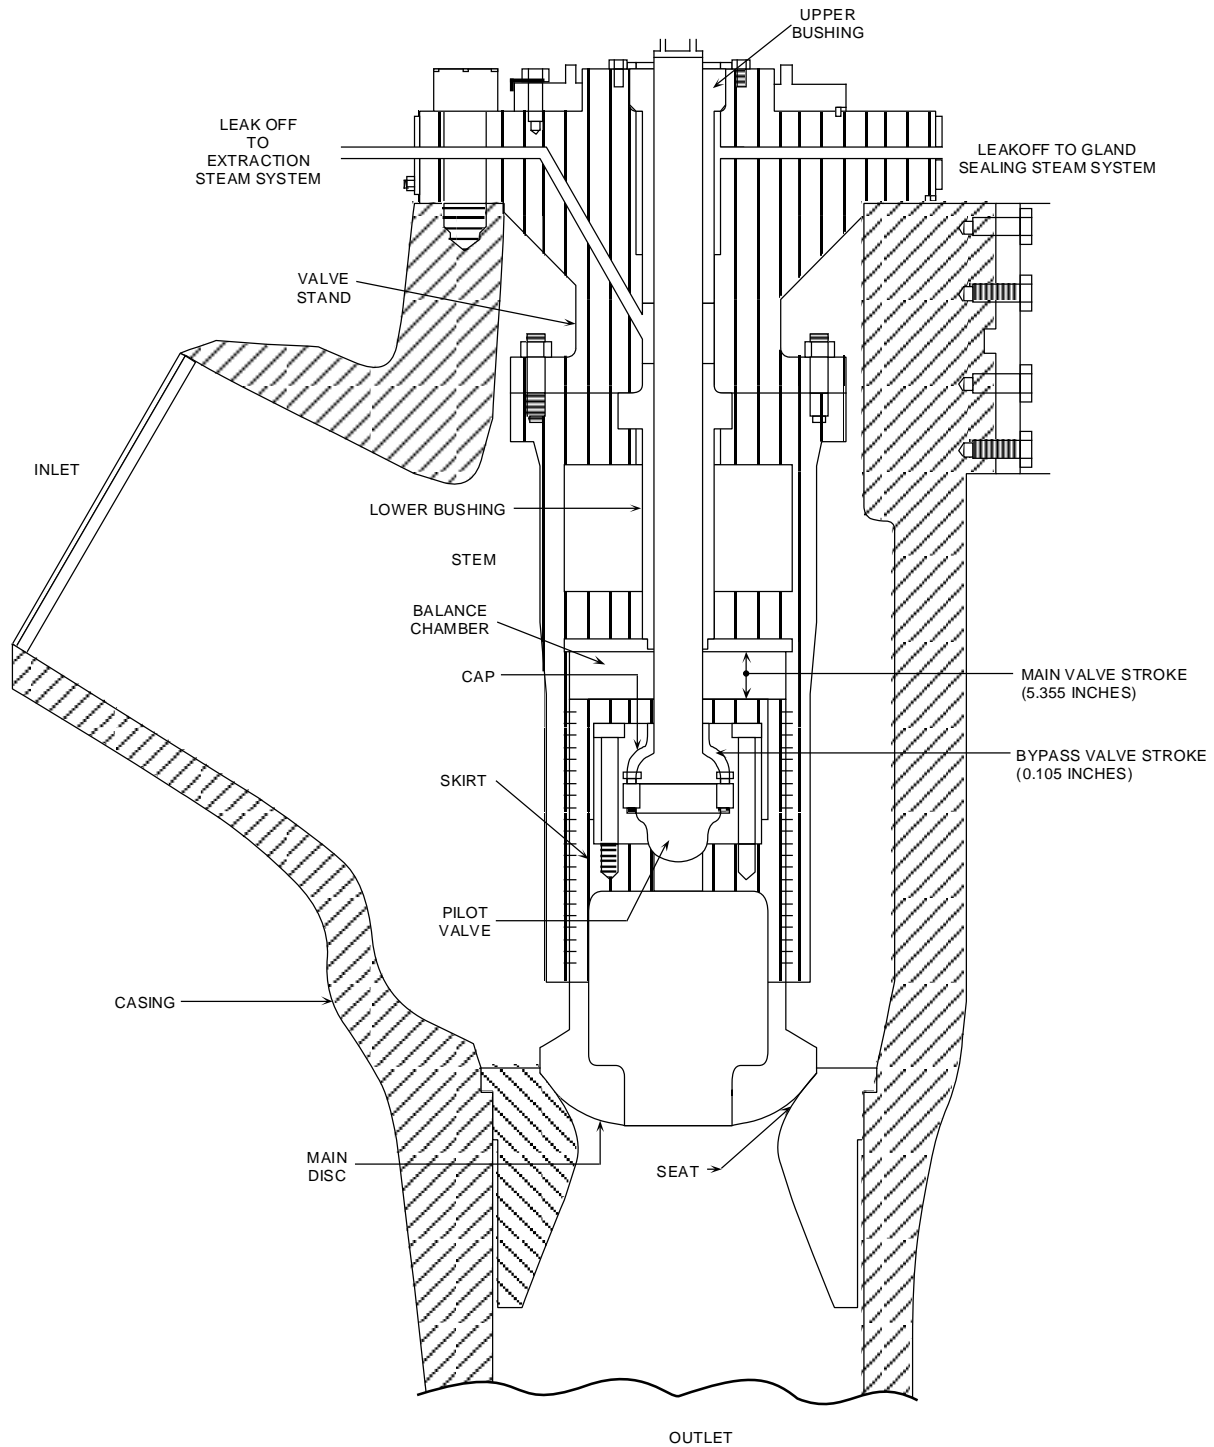 UPPER
BUSHING
LEAK OFF
TO
EXTRACTION
STEAM SYSTEM
LEAKOFF TO GLAND
SEALING STEAM SYSTEM
VALVE
STAND
INLET
LOWER BUSHING
STEM
BALANCE
CHAMBER
CAP
MAIN VALVE STROKE
(5.355 INCHES)
BYPASS VALVE STROKE
(0.105 INCHES)
SKIRT
PILOT
VALVE
CASING
MAIN
DISC
SEAT
OUTLET